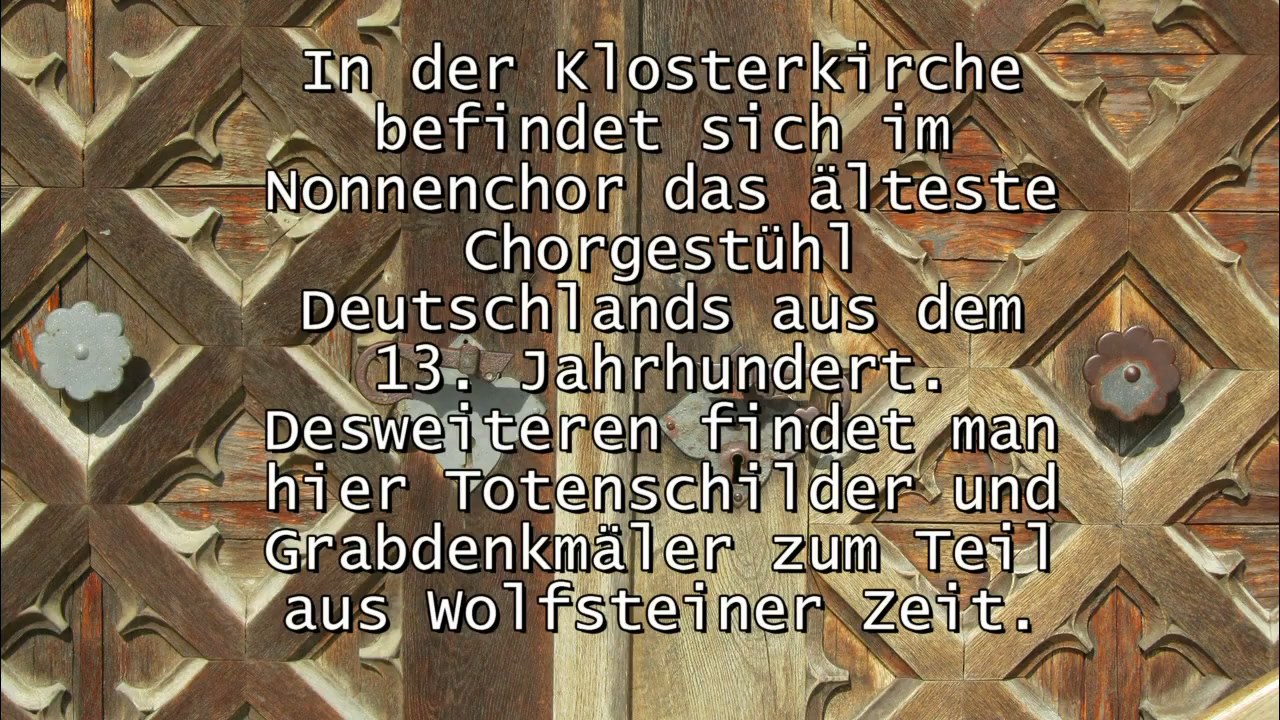 In der Klosterkirche
befindet sich im
Nonnenchor das älteste
Chorgestühl
Deutschlands aus dem
13. Jahrhundert.
Desweiteren findet man
hier Totenschilder und
Grabdenkmäler zum Teil
aus Wolfsteiner Zeit.